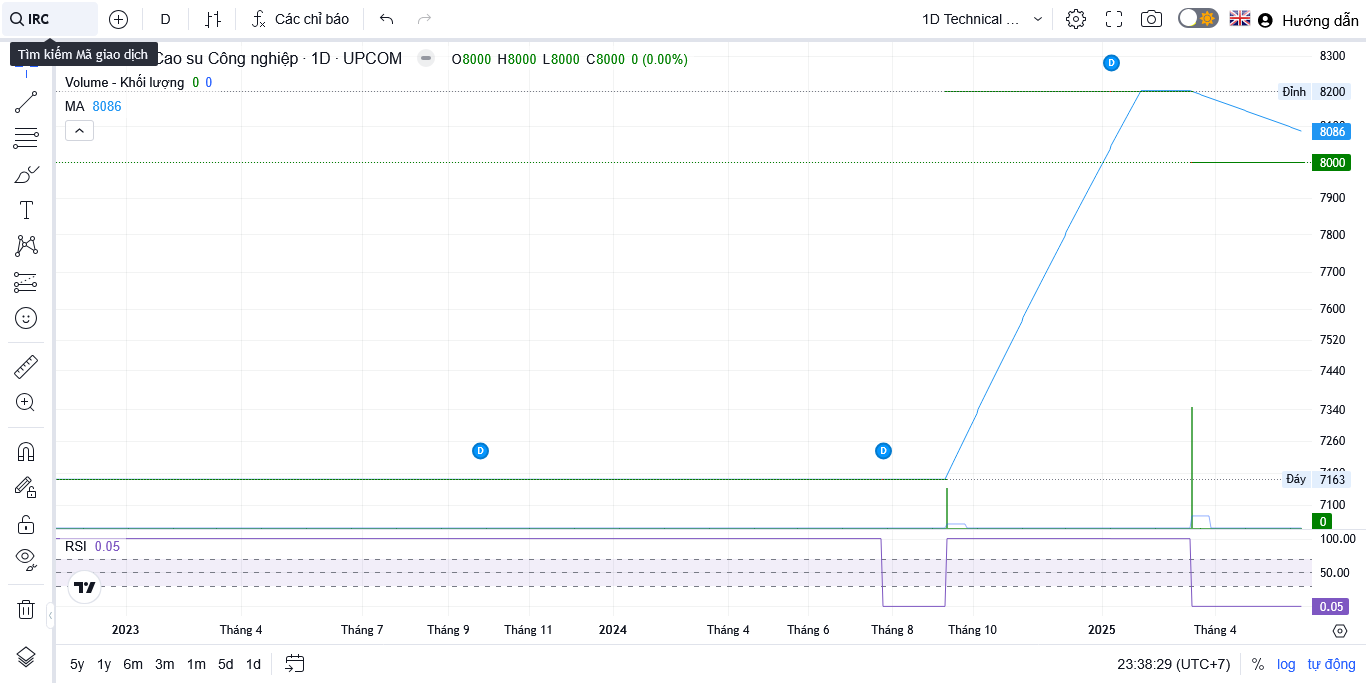 IRC
D
Các chỉ báo
1D Technical ...
Hướng dẫn
Tìm kiếm Mã giao dịch
Cao su Công nghiệp · 1D · UPCOM
O8000 H8000 L8000 C8000 0 (0.00%)
Volume - Khối lượng 0 0
MA 8086
8300
D
Đỉnh 8200
8086
8000
7900
7800
7700
7600
7520
7440
7340
7260
D
D
Đáy 7163
7100
0
RSI 0.05
100.00
50.00
0.05
2023
Tháng 4
Tháng 7
Tháng 9
Tháng 11
2024
Tháng 4
Tháng 6
Tháng 8
Tháng 10
2025
Tháng 4
5y 1y 6m 3m 1m 5d 1d
23:38:29 (UTC+7)
% log tự động